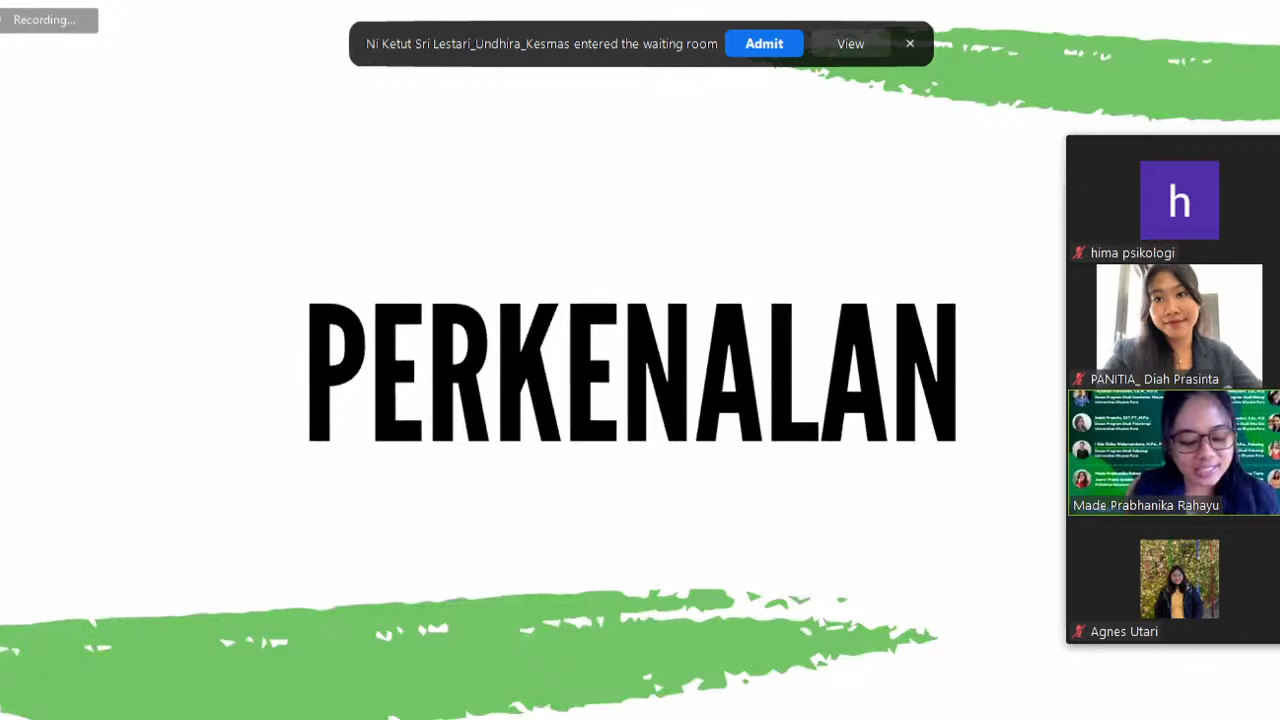 Recording...
Ni Ketut Sri Lestari_Undhira_Kesmas entered the waiting room
Admit
View
PERKENALAN
h
hima psikologi
PANITIA_ Diah Prasinta
Made Prabhanika Rahayu
Agnes Utari